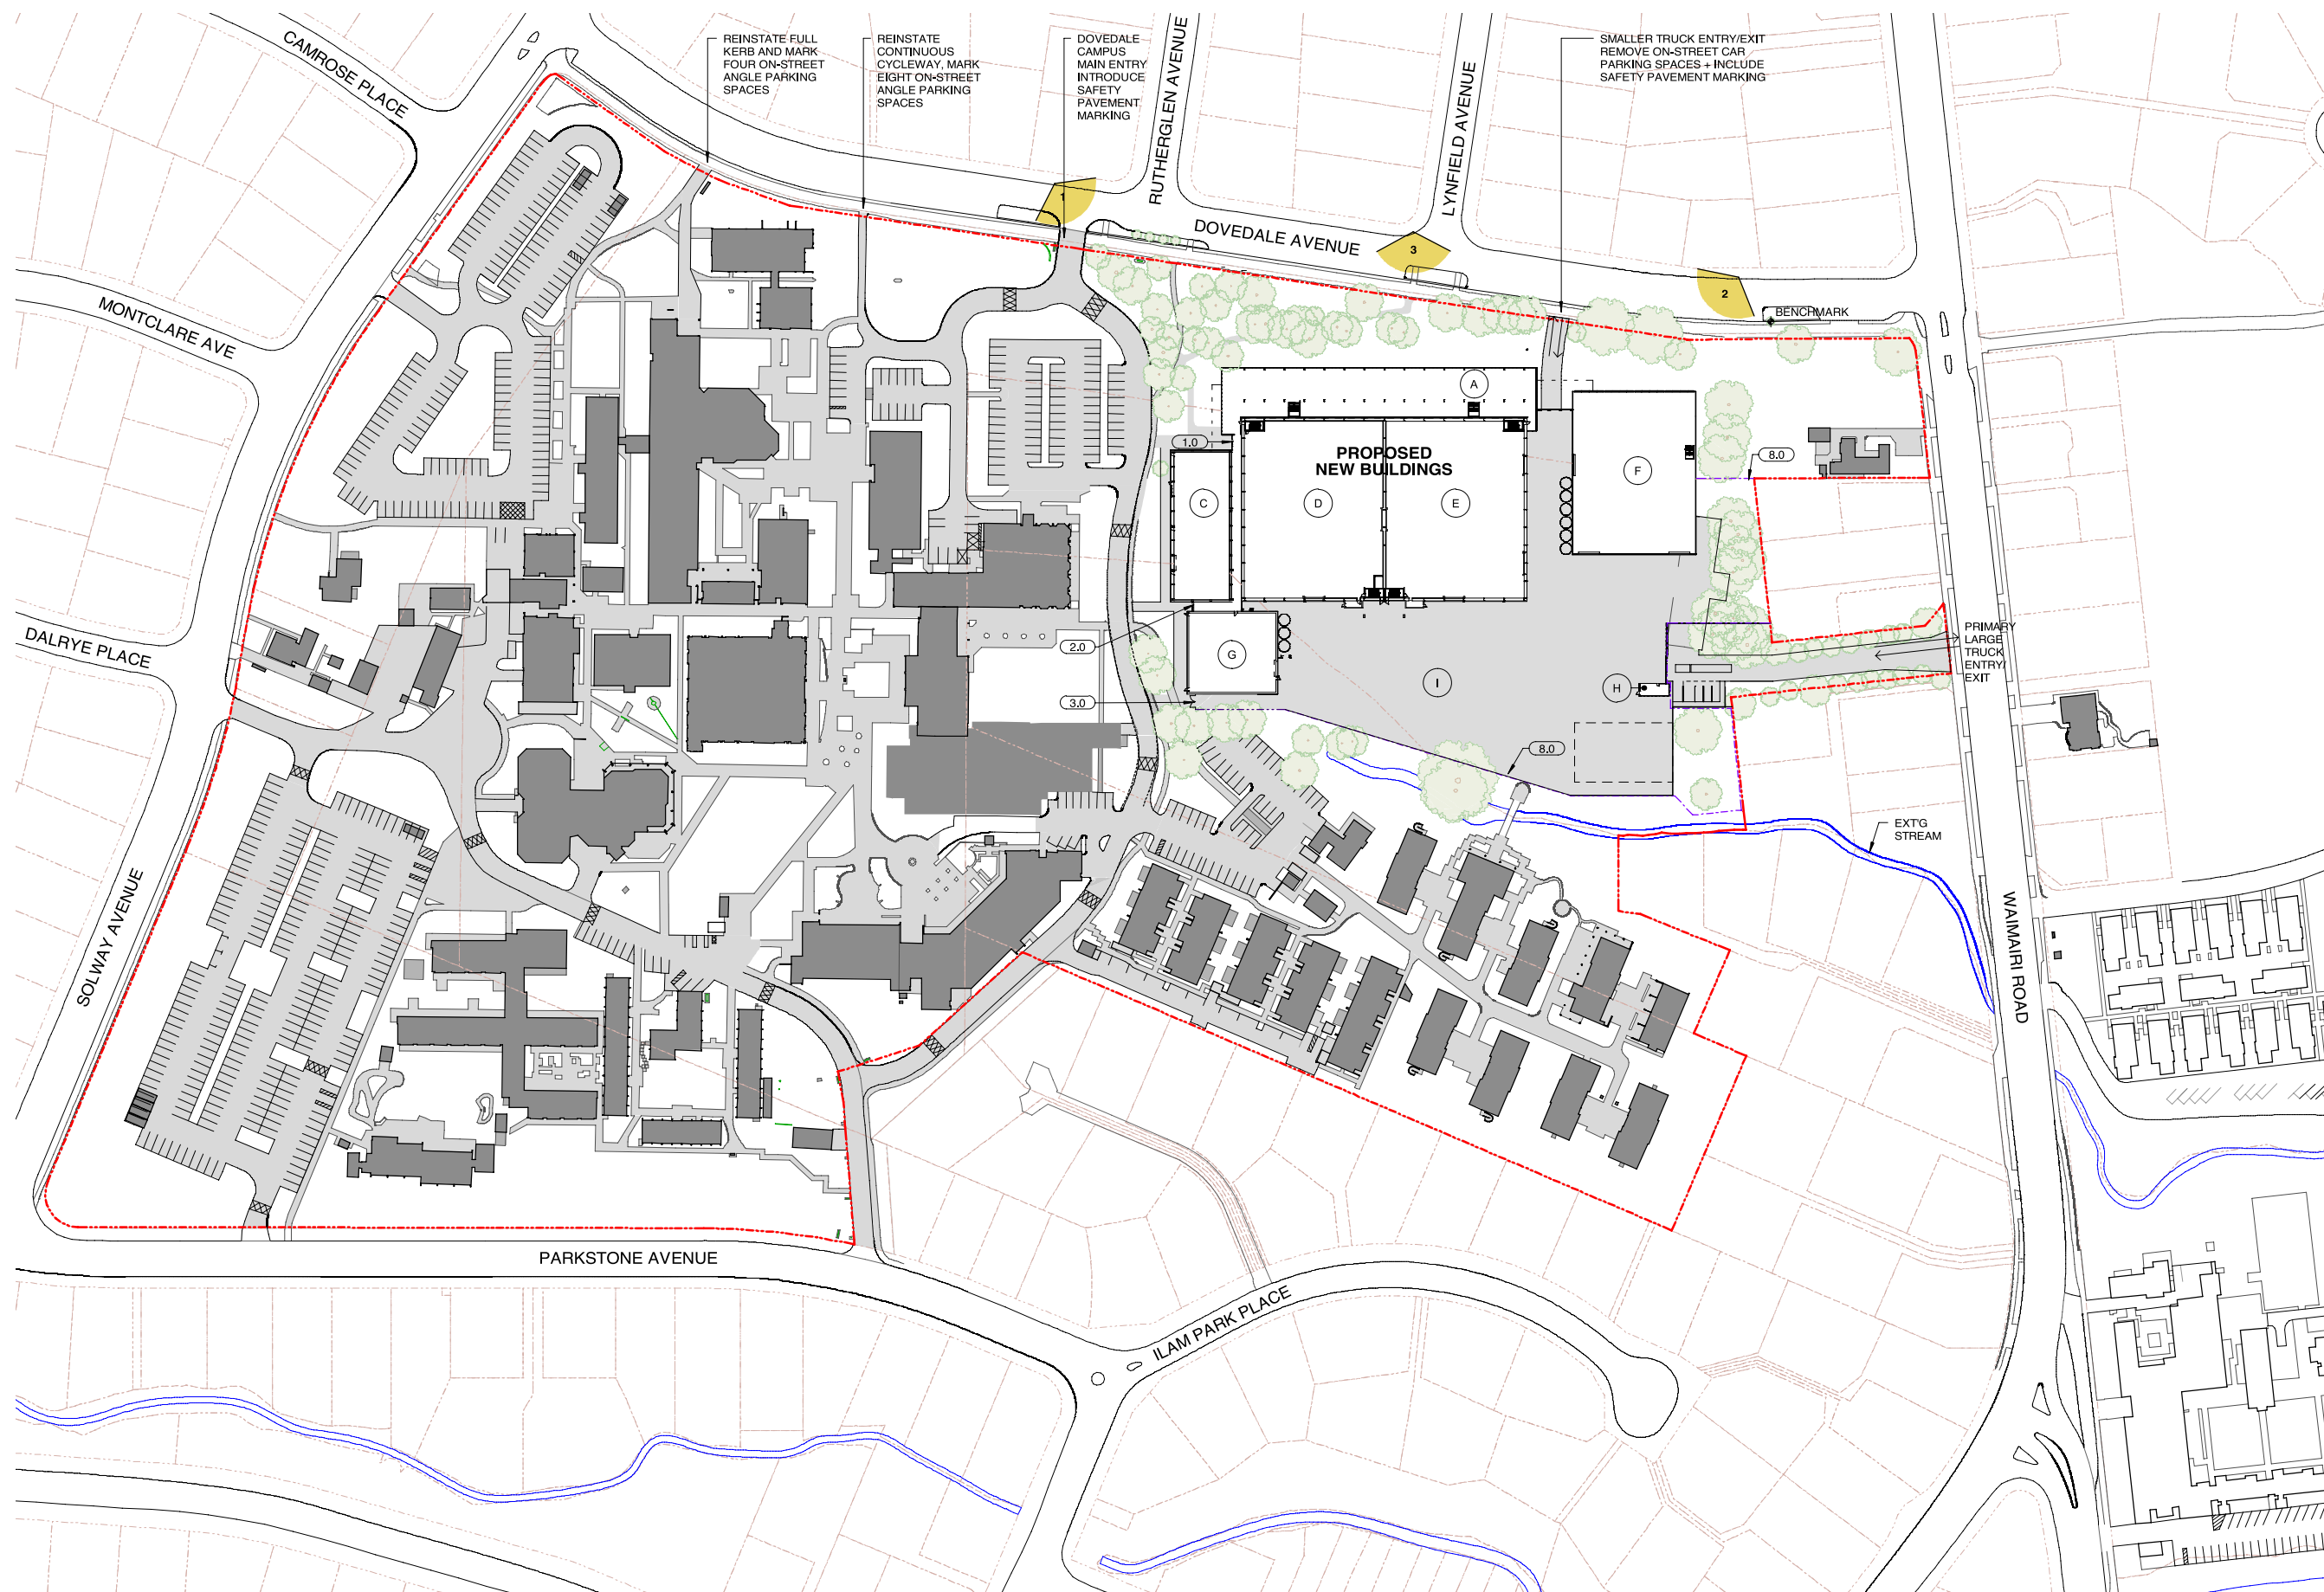 REINSTATE FULL
KERB AND MARK
FOUR ON-STREET
ANGLE PARKING
SPACES
REINSTATE
CONTINUOUS
CYCLEWAY, MARK
EIGHT ON-STREET
ANGLE PARKING
SPACES
DOVEDALE
CAMPUS
MAIN ENTRY
INTRODUCE
SAFETY
PAVEMENT
MARKING
SMALLER TRUCK ENTRY/EXIT
REMOVE ON-STREET CAR
PARKING SPACES + INCLUDE
SAFETY PAVEMENT MARKING
CAMROSE PLACE
RUTHERGLEN AVENUE
LYNFIELD AVENUE
1
DOVEDALE AVENUE
3
2
BENCHMARK
MONTCLARE AVE
A
1.0
PROPOSED
NEW BUILDINGS
8.0
F
C
D
E
DALRYE PLACE
2.0
G
PRIMARY
LARGE
TRUCK
ENTRY/
EXIT
3.0
I
H
8.0
EXT'G
STREAM
SOLWAY AVENUE
WAIMAIRI ROAD
PARKSTONE AVENUE
ILAM PARK PLACE